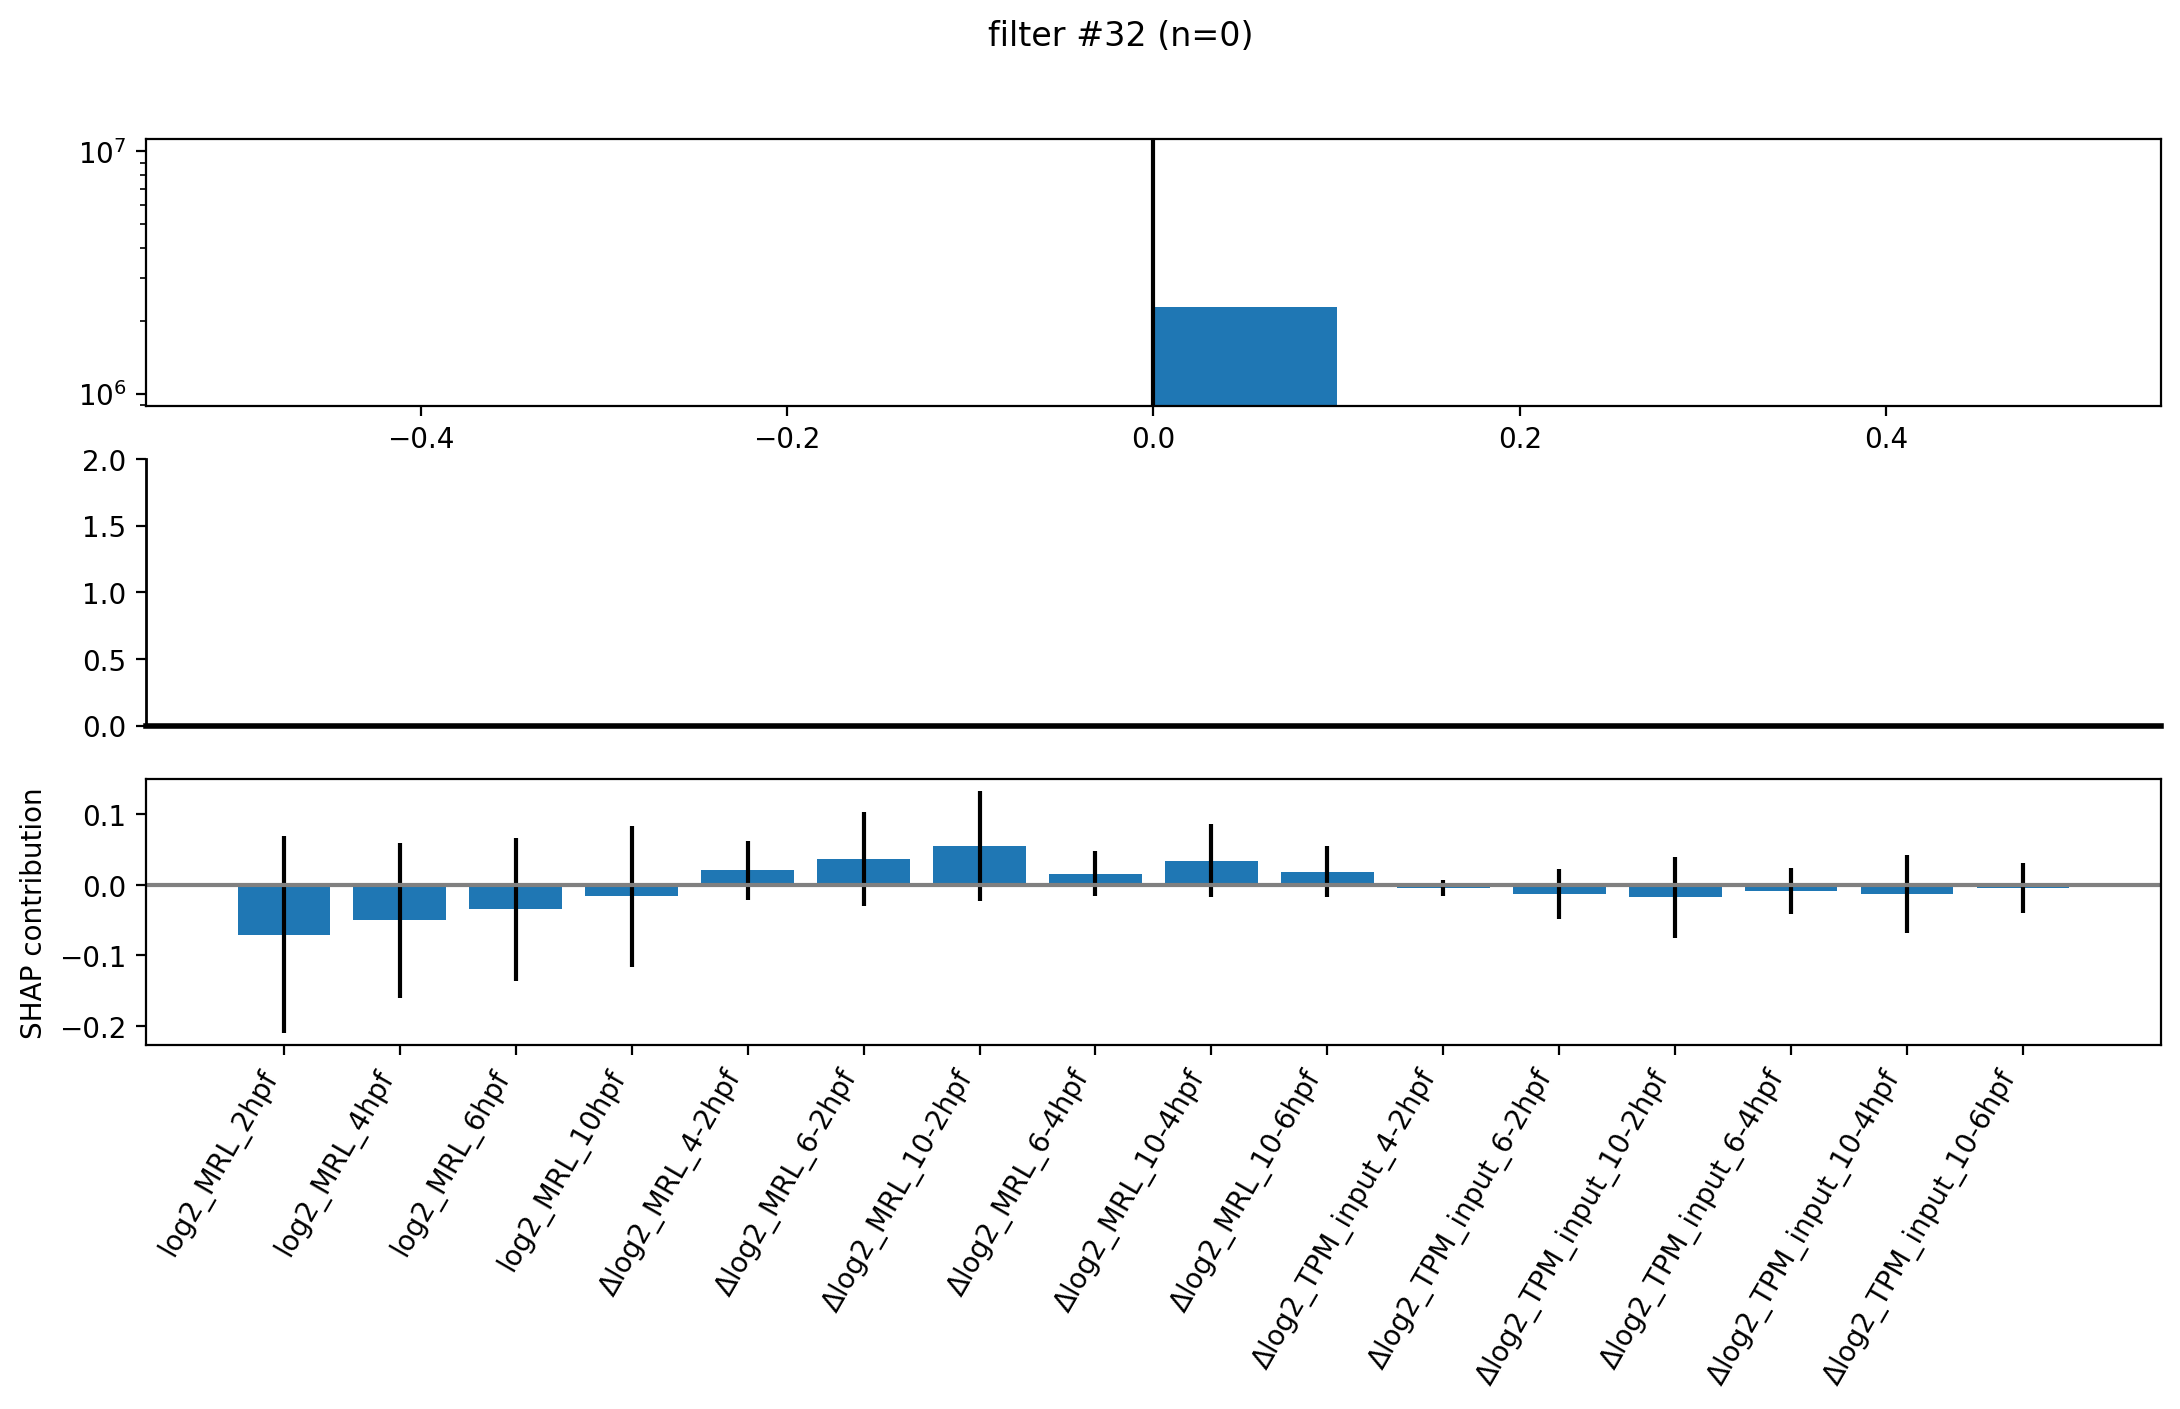 filter #32 (n=0)
10⁷
10⁶
−0.4 −0.2 0.0 0.2 0.4
2.0
1.5
1.0
0.5
0.0
SHAP contribution
0.1
0.0
−0.1
−0.2
log2_MRL_2hpf
log2_MRL_4hpf
log2_MRL_6hpf
log2_MRL_10hpf
Δlog2_MRL_4-2hpf
Δlog2_MRL_6-2hpf
Δlog2_MRL_10-2hpf
Δlog2_MRL_6-4hpf
Δlog2_MRL_10-4hpf
Δlog2_MRL_10-6hpf
Δlog2_TPM_input_4-2hpf
Δlog2_TPM_input_6-2hpf
Δlog2_TPM_input_10-2hpf
Δlog2_TPM_input_6-4hpf
Δlog2_TPM_input_10-4hpf
Δlog2_TPM_input_10-6hpf